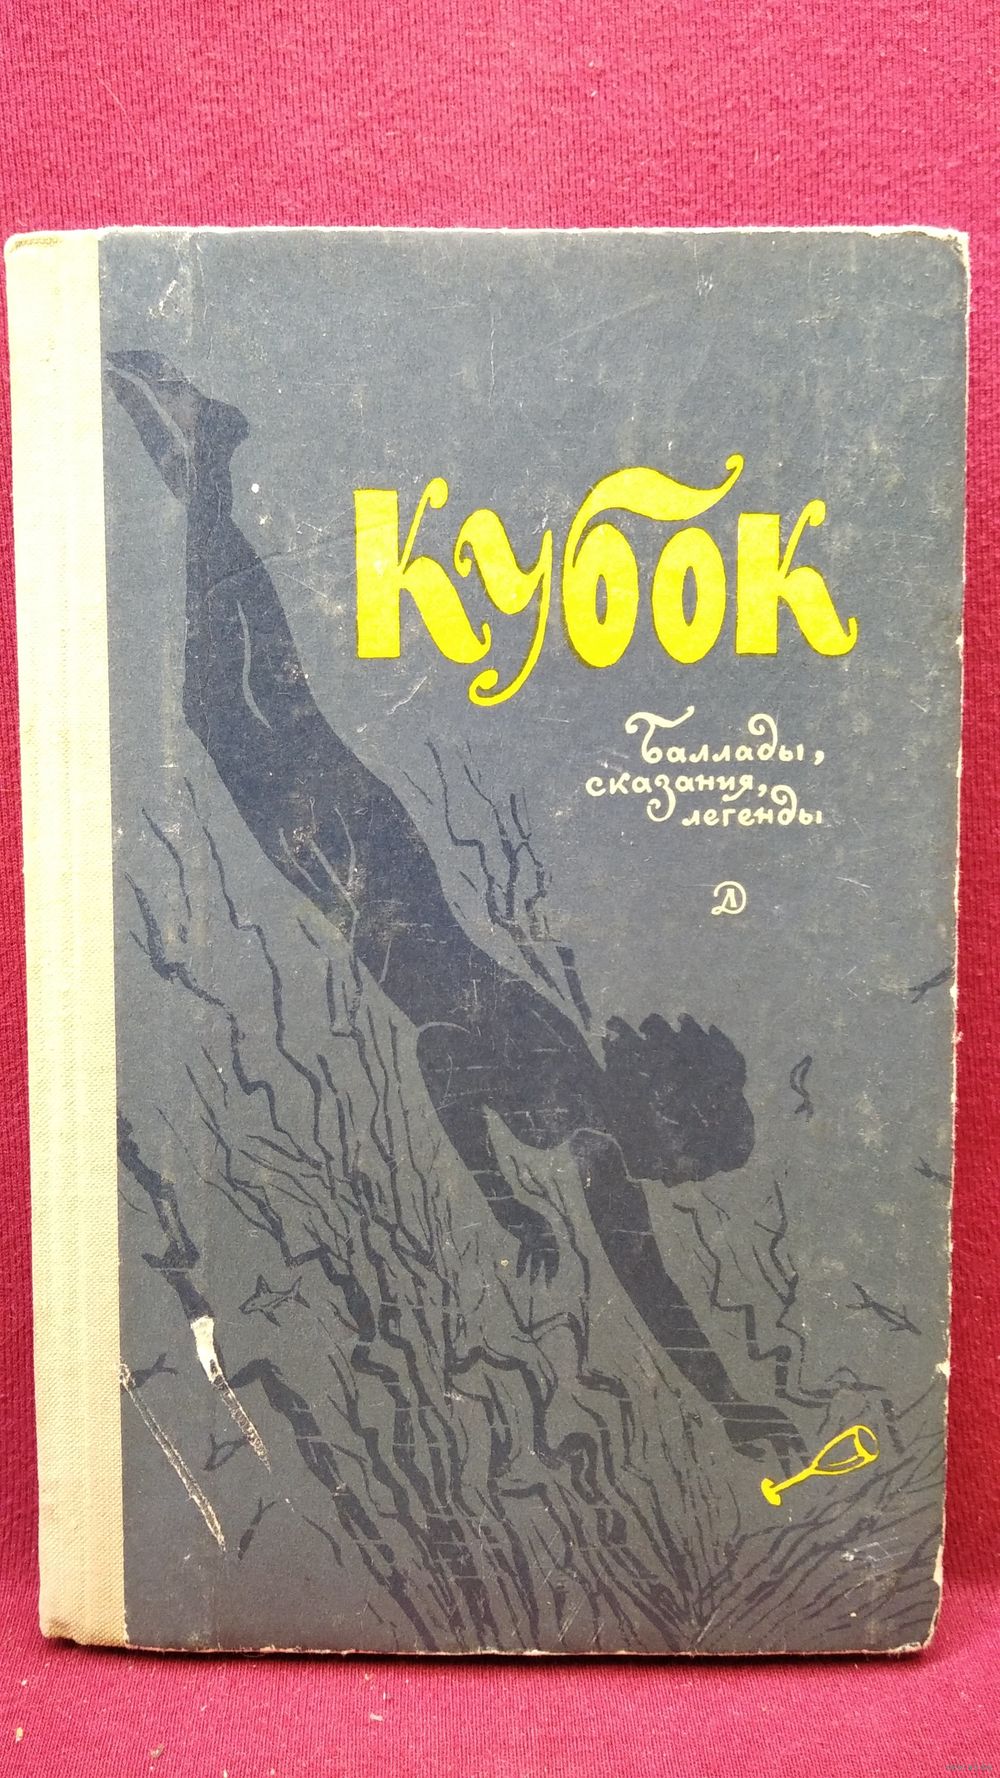 Кубок
Баллады,
сказания,
легенды
Д